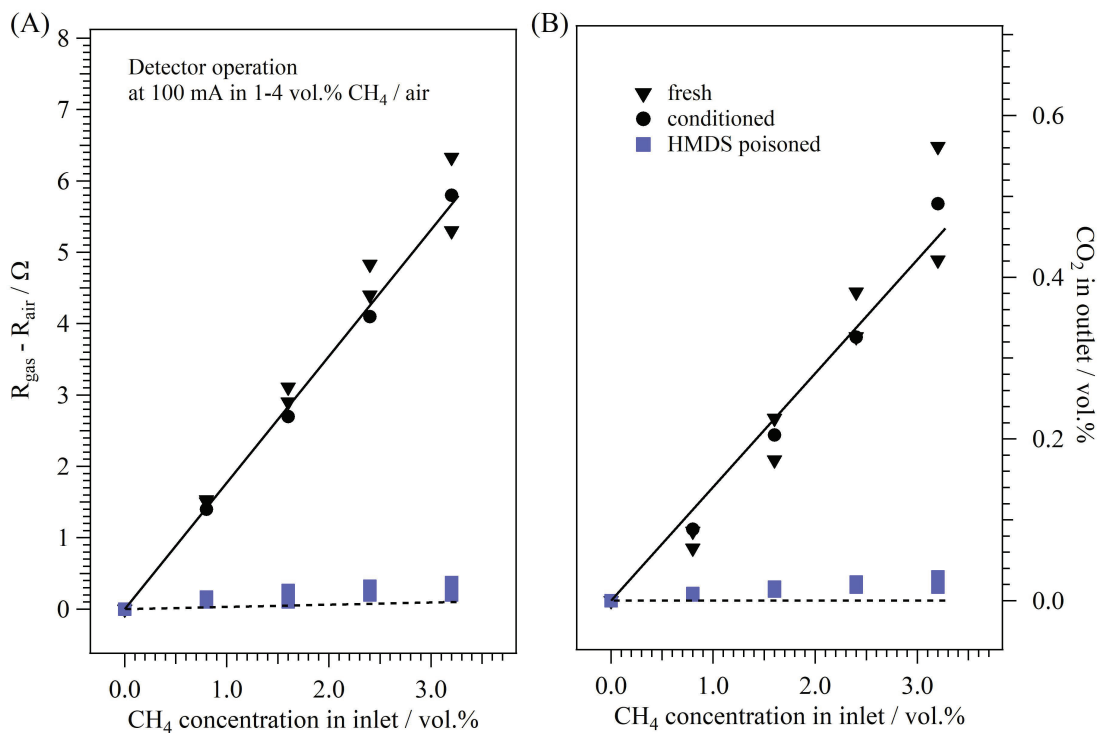 (A)
8
7
6
5
4
3
2
1
0
R_gas - R_air / Ω
Detector operation
at 100 mA in 1-4 vol.% CH₄ / air
0.0 1.0 2.0 3.0
CH₄ concentration in inlet / vol.%
(B)
fresh
conditioned
HMDS poisoned
0.6
0.4
0.2
0.0
CO₂ in outlet / vol.%
0.0 1.0 2.0 3.0
CH₄ concentration in inlet / vol.%